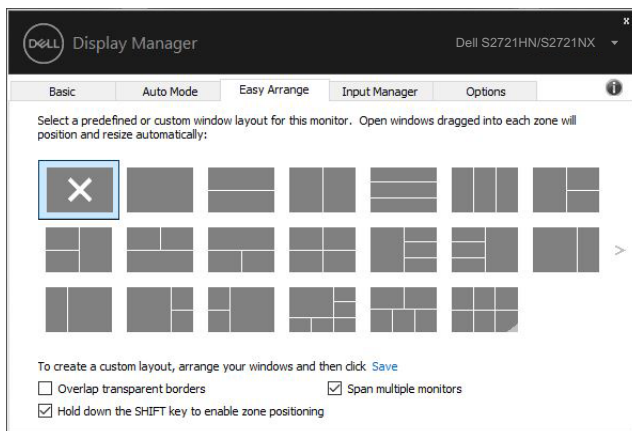 DELL Display Manager
Dell S2721HN/S2721NX
Basic
Auto Mode
Easy Arrange
Input Manager
Options
Select a predefined or custom window layout for this monitor. Open windows dragged into each zone will
position and resize automatically:
To create a custom layout, arrange your windows and then click Save
Overlap transparent borders
Span multiple monitors
Hold down the SHIFT key to enable zone positioning